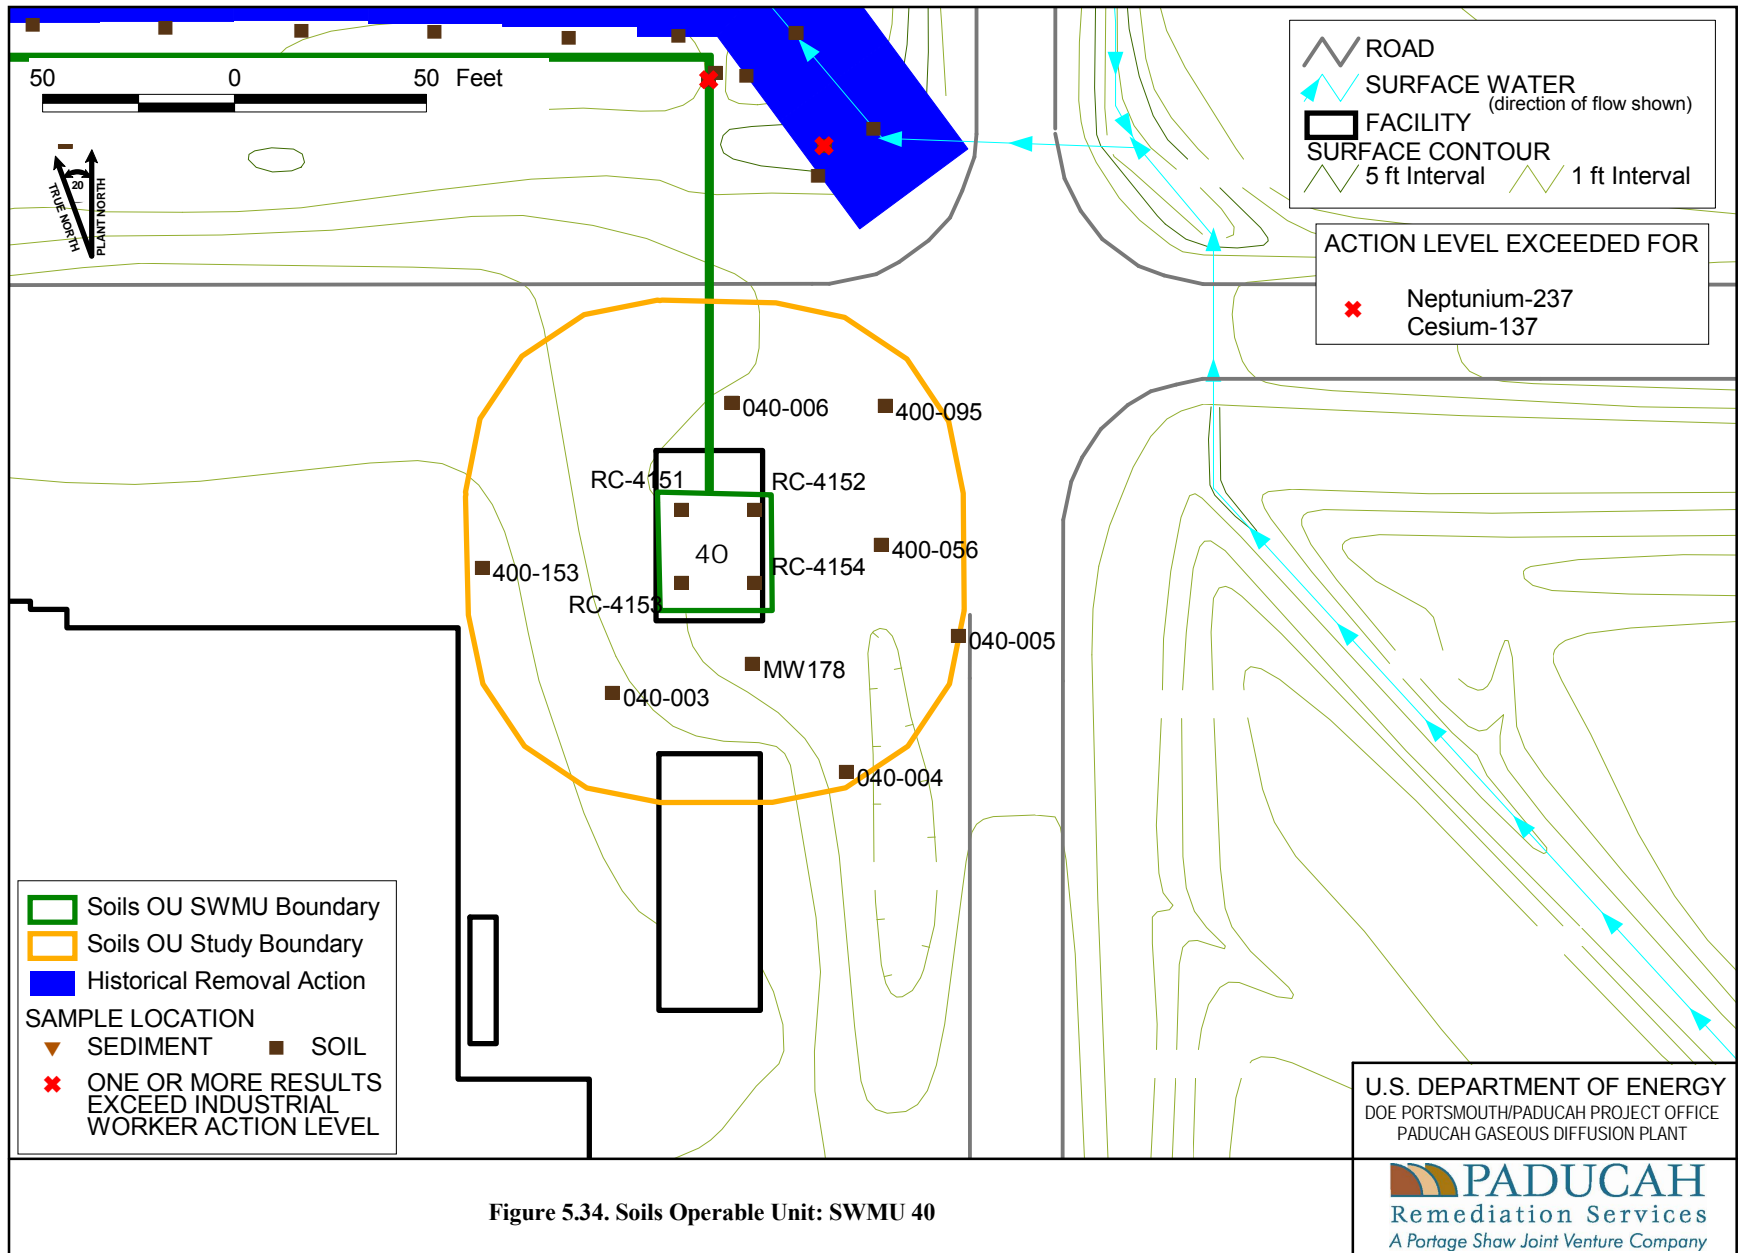 50 0 50 Feet
20
TRUE NORTH
PLANT NORTH
ROAD
SURFACE WATER
(direction of flow shown)
FACILITY
SURFACE CONTOUR
5 ft Interval 1 ft Interval
ACTION LEVEL EXCEEDED FOR
Neptunium-237
Cesium-137
040-006
400-095
RC-4151
RC-4152
40
400-056
400-153
RC-4154
RC-4153
040-005
MW178
040-003
040-004
Soils OU SWMU Boundary
Soils OU Study Boundary
Historical Removal Action
SAMPLE LOCATION
SEDIMENT SOIL
ONE OR MORE RESULTS
EXCEED INDUSTRIAL
WORKER ACTION LEVEL
U.S. DEPARTMENT OF ENERGY
DOE PORTSMOUTH/PADUCAH PROJECT OFFICE
PADUCAH GASEOUS DIFFUSION PLANT
Figure 5.34. Soils Operable Unit: SWMU 40
PADUCAH
Remediation Services
A Portage Shaw Joint Venture Company